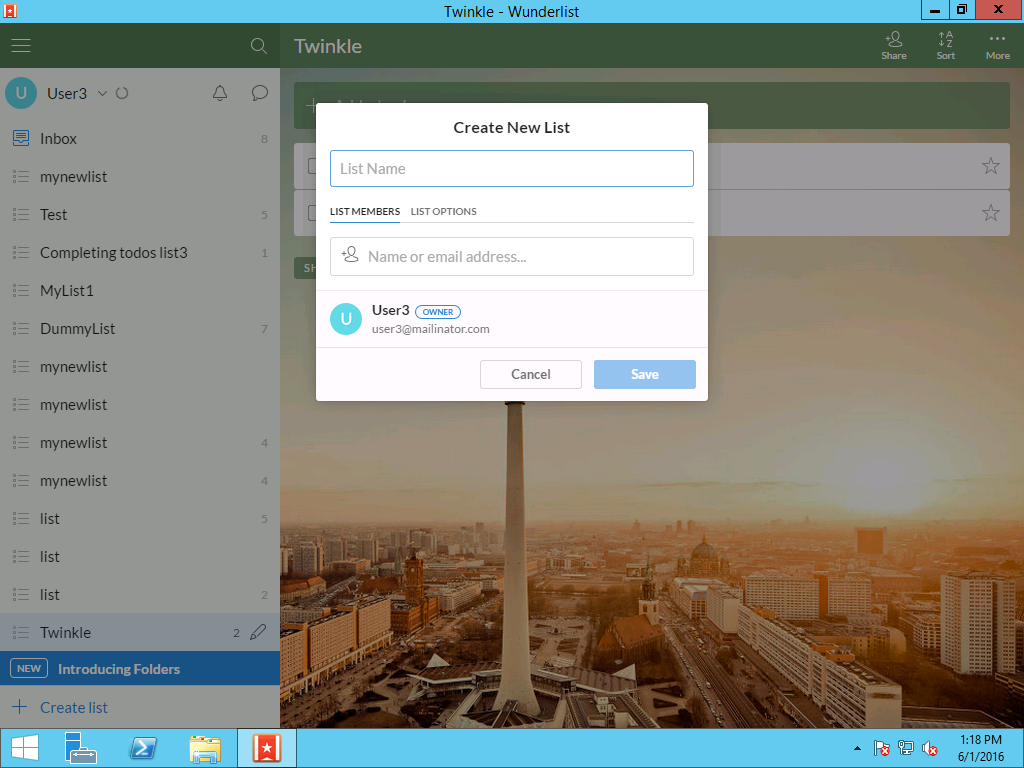 Twinkle - Wunderlist
Twinkle
Share
Sort
More
U User3
Inbox 8
mynewlist
Test 5
Completing todos list3 1
MyList1
DummyList 7
mynewlist
mynewlist
mynewlist 4
mynewlist 4
list 5
list
list 2
Twinkle 2
NEW Introducing Folders
Create list
Create New List
List Name
LIST MEMBERS LIST OPTIONS
Name or email address...
U User3 OWNER
user3@mailinator.com
Cancel Save
1:18 PM
6/1/2016